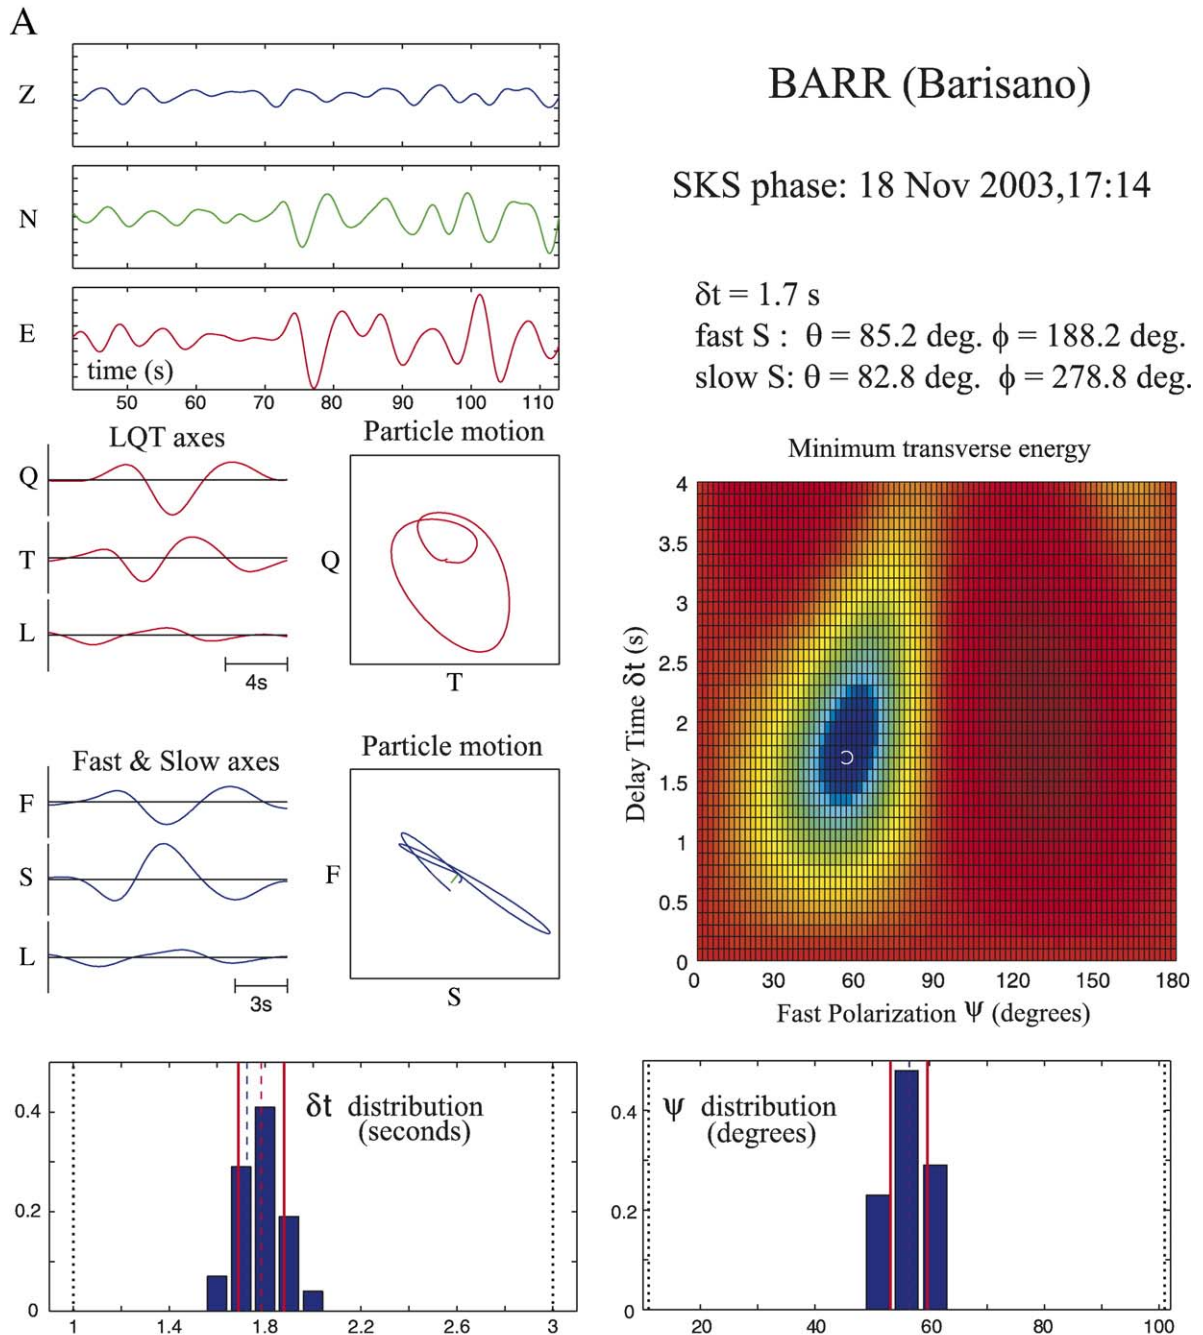 A
Z
N
E
time (s)
50 60 70 80 90 100 110
BARR (Barisano)
SKS phase: 18 Nov 2003,17:14
δt = 1.7 s
fast S : θ = 85.2 deg. ϕ = 188.2 deg.
slow S: θ = 82.8 deg. ϕ = 278.8 deg.
LQT axes
Q
T
L
4s
Particle motion
Q
T
Fast & Slow axes
F
S
L
3s
Particle motion
F
S
Minimum transverse energy
4
3.5
3
2.5
2
1.5
1
0.5
0
Delay Time δt (s)
0 30 60 90 120 150 180
Fast Polarization Ψ (degrees)
δt distribution
(seconds)
0.4
0.2
0
1 1.4 1.8 2.2 2.6 3
ψ distribution
(degrees)
0.4
0.2
0
20 40 60 80 100